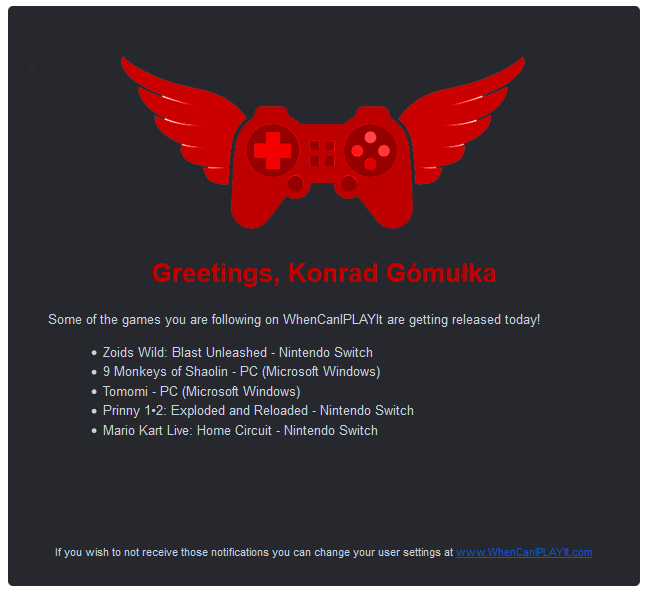 Greetings, Konrad Gómułka
Some of the games you are following on WhenCanIPLAYIt are getting released today!
• Zoids Wild: Blast Unleashed - Nintendo Switch
• 9 Monkeys of Shaolin - PC (Microsoft Windows)
• Tomomi - PC (Microsoft Windows)
• Prinny 1•2: Exploded and Reloaded - Nintendo Switch
• Mario Kart Live: Home Circuit - Nintendo Switch
If you wish to not receive those notifications you can change your user settings at www.WhenCanIPLAYIt.com